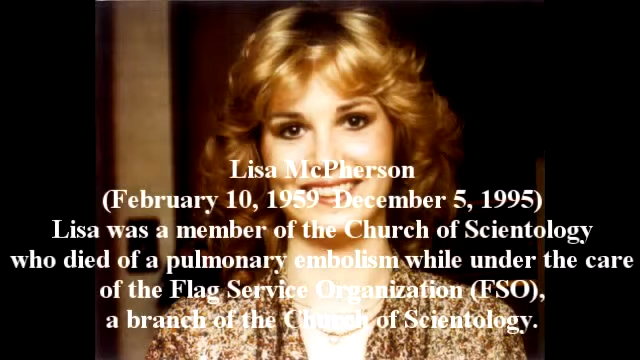 Lisa McPherson
(February 10, 1959  December 5, 1995)
Lisa was a member of the Church of Scientology
who died of a pulmonary embolism while under the care
of the Flag Service Organization (FSO),
a branch of the Church of Scientology.